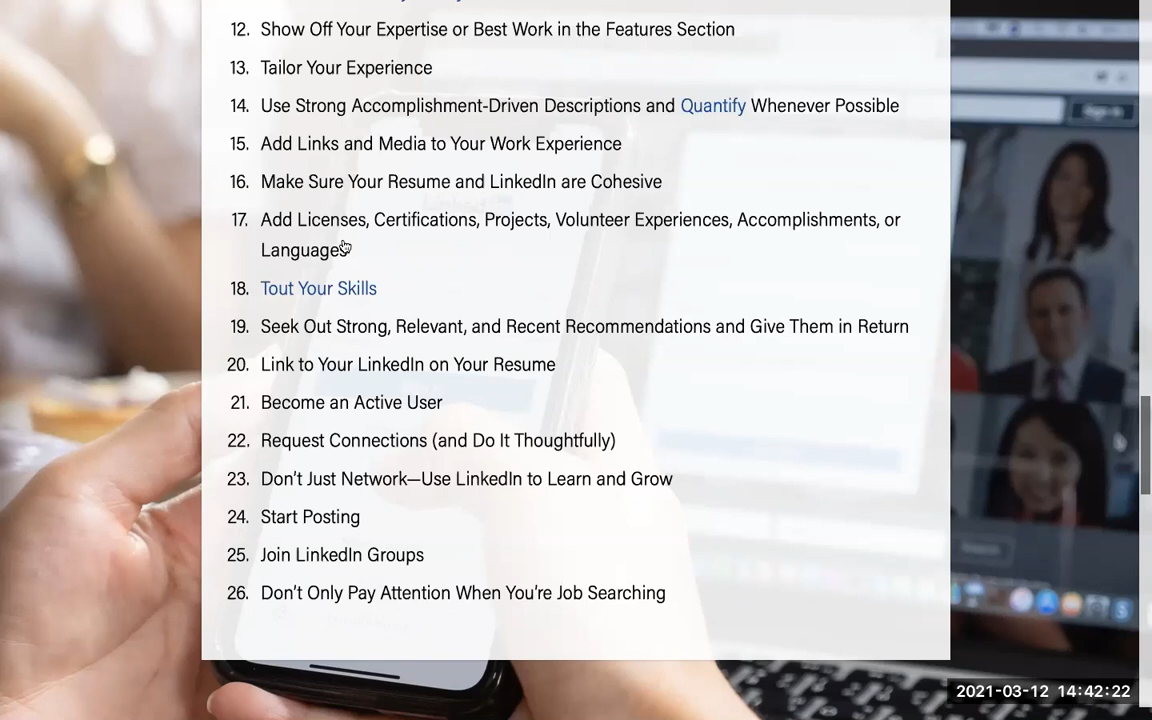 12. Show Off Your Expertise or Best Work in the Features Section
13. Tailor Your Experience
14. Use Strong Accomplishment-Driven Descriptions and Quantify Whenever Possible
15. Add Links and Media to Your Work Experience
16. Make Sure Your Resume and LinkedIn are Cohesive
17. Add Licenses, Certifications, Projects, Volunteer Experiences, Accomplishments, or
Languages
18. Tout Your Skills
19. Seek Out Strong, Relevant, and Recent Recommendations and Give Them in Return
20. Link to Your LinkedIn on Your Resume
21. Become an Active User
22. Request Connections (and Do It Thoughtfully)
23. Don't Just Network—Use LinkedIn to Learn and Grow
24. Start Posting
25. Join LinkedIn Groups
26. Don't Only Pay Attention When You're Job Searching
2021-03-12 14:42:22